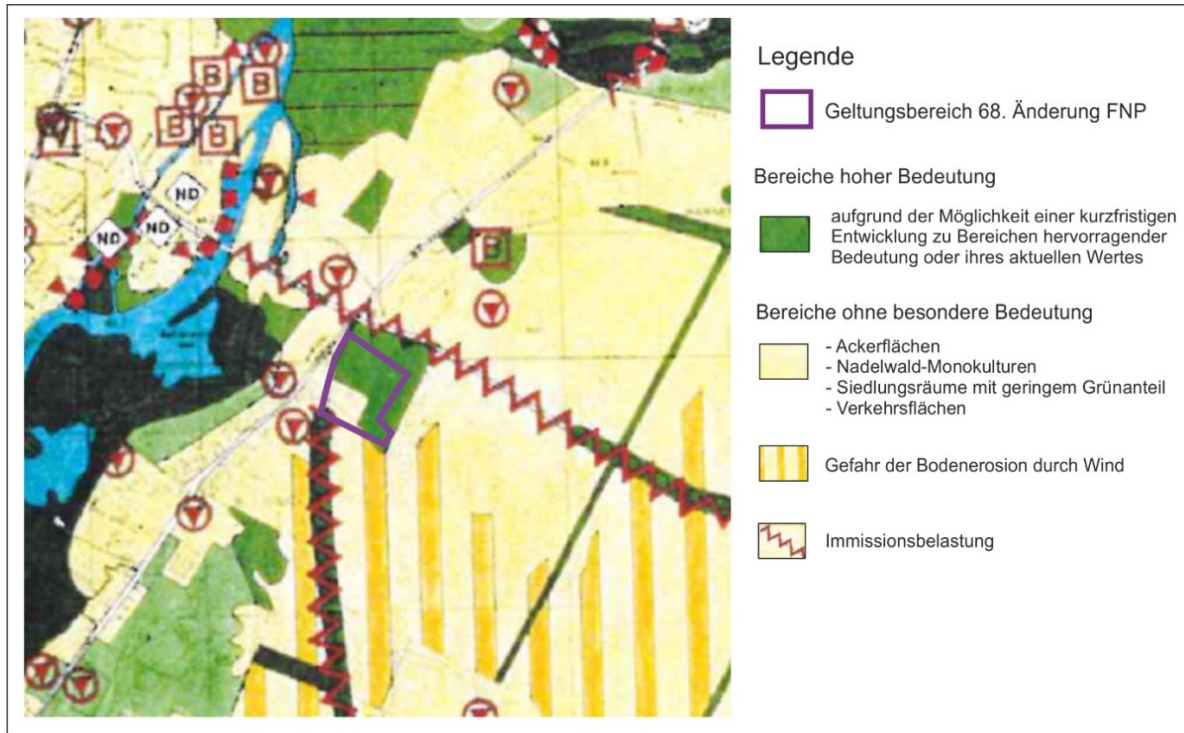 B
B
B
B
ND
ND
ND
B
Legende
Geltungsbereich 68. Änderung FNP
Bereiche hoher Bedeutung
aufgrund der Möglichkeit einer kurzfristigen
Entwicklung zu Bereichen hervorragender
Bedeutung oder ihres aktuellen Wertes
Bereiche ohne besondere Bedeutung
- Ackerflächen
- Nadelwald-Monokulturen
- Siedlungsräume mit geringem Grünanteil
- Verkehrsflächen
Gefahr der Bodenerosion durch Wind
Immissionsbelastung